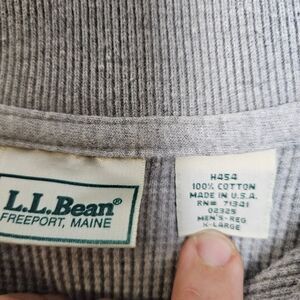 L.L.Bean®
FREEPORT, MAINE
H454
100% COTTON
MADE IN U.S.A.
RN# 71341
02325
MEN'S-REG
X-LARGE